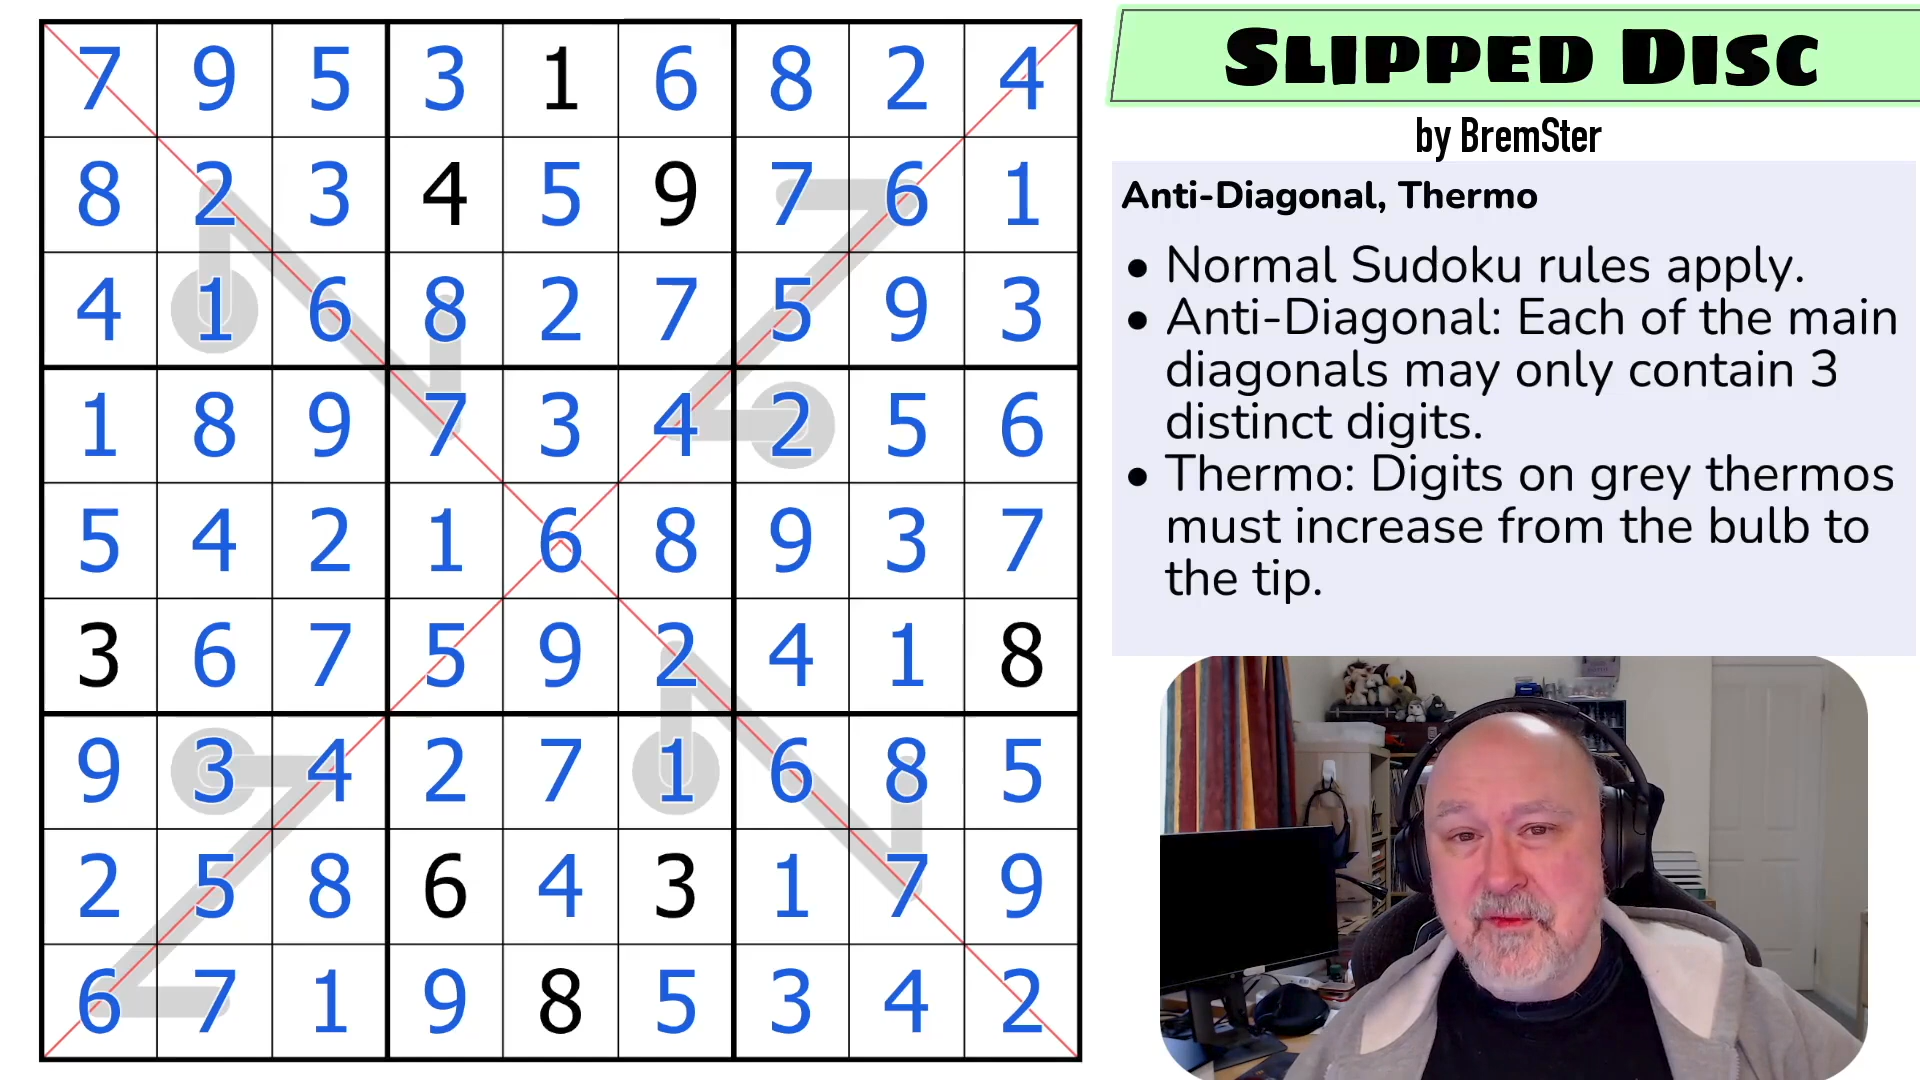 7 9 5 3 1 6 8 2 4
8 2 3 4 5 9 7 6 1
4 1 6 8 2 7 5 9 3
1 8 9 7 3 4 2 5 6
5 4 2 1 6 8 9 3 7
3 6 7 5 9 2 4 1 8
9 3 4 2 7 1 6 8 5
2 5 8 6 4 3 1 7 9
6 7 1 9 8 5 3 4 2
Slipped Disc
by BremSter
Anti-Diagonal, Thermo
• Normal Sudoku rules apply.
• Anti-Diagonal: Each of the main
diagonals may only contain 3
distinct digits.
• Thermo: Digits on grey thermos
must increase from the bulb to
the tip.